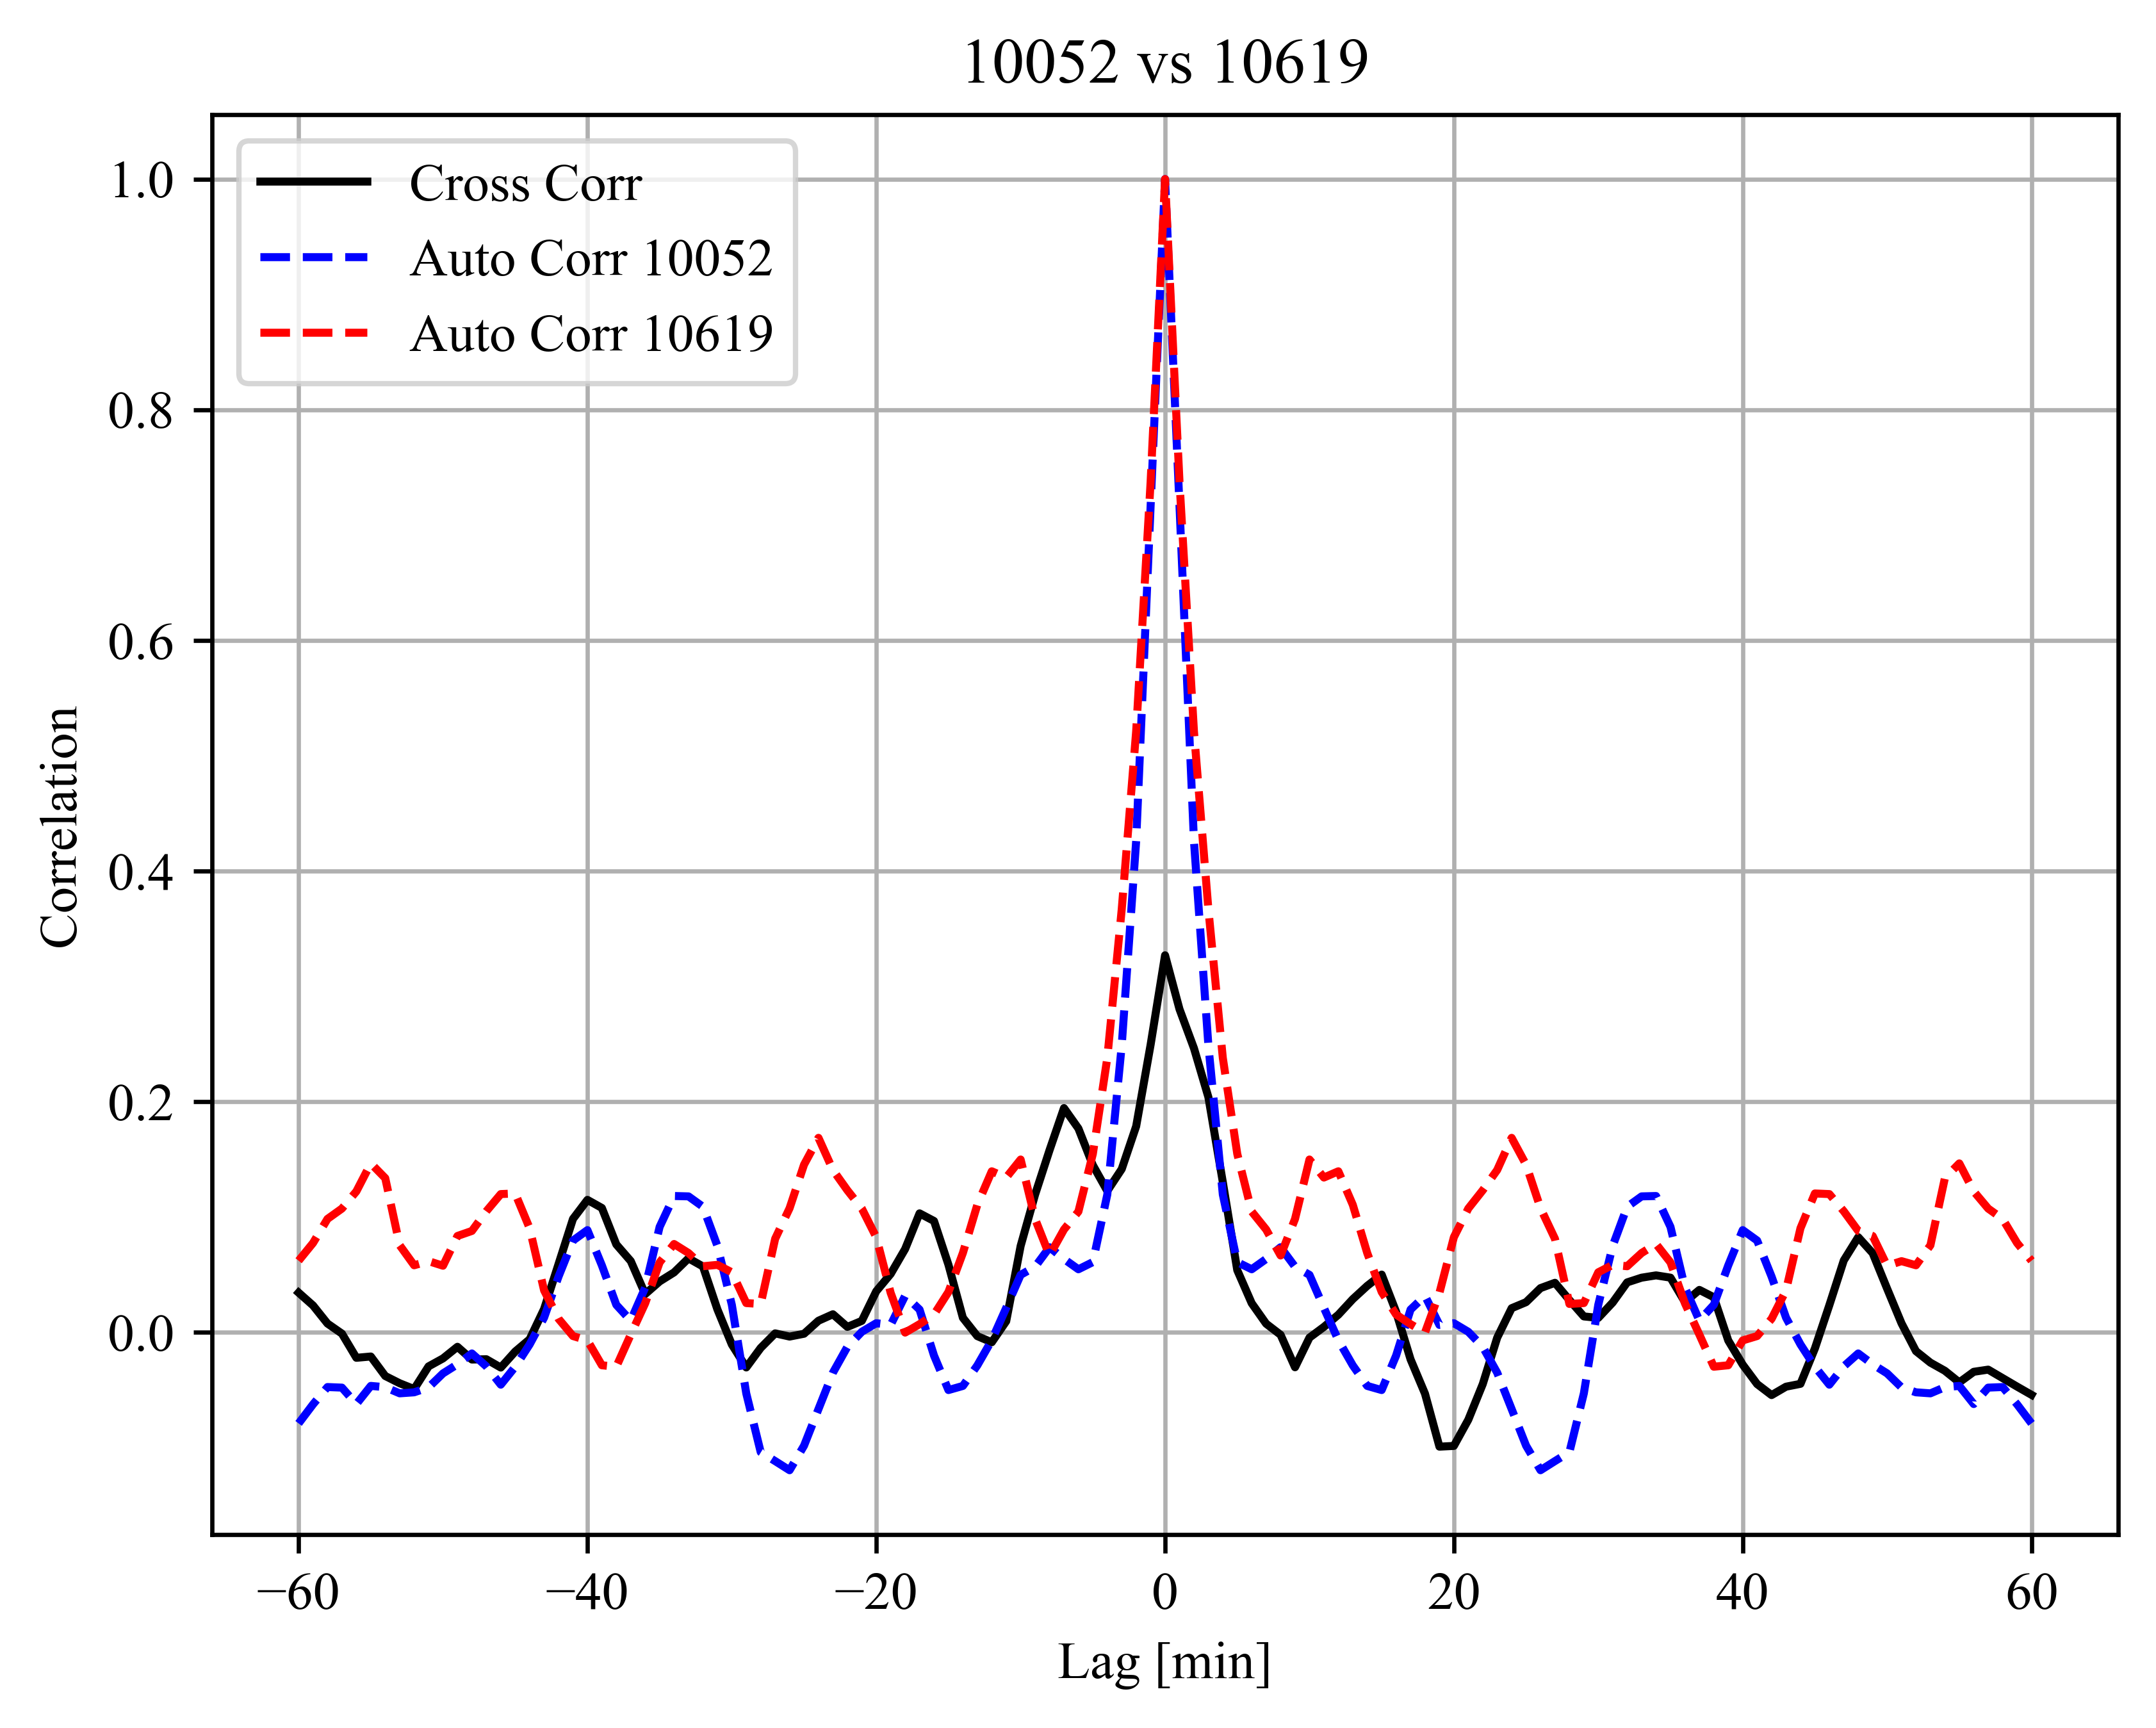 10052 vs 10619
Cross Corr
Auto Corr 10052
Auto Corr 10619
1.0
0.8
0.6
0.4
0.2
0.0
Correlation
−60 −40 −20 0 20 40 60
Lag [min]